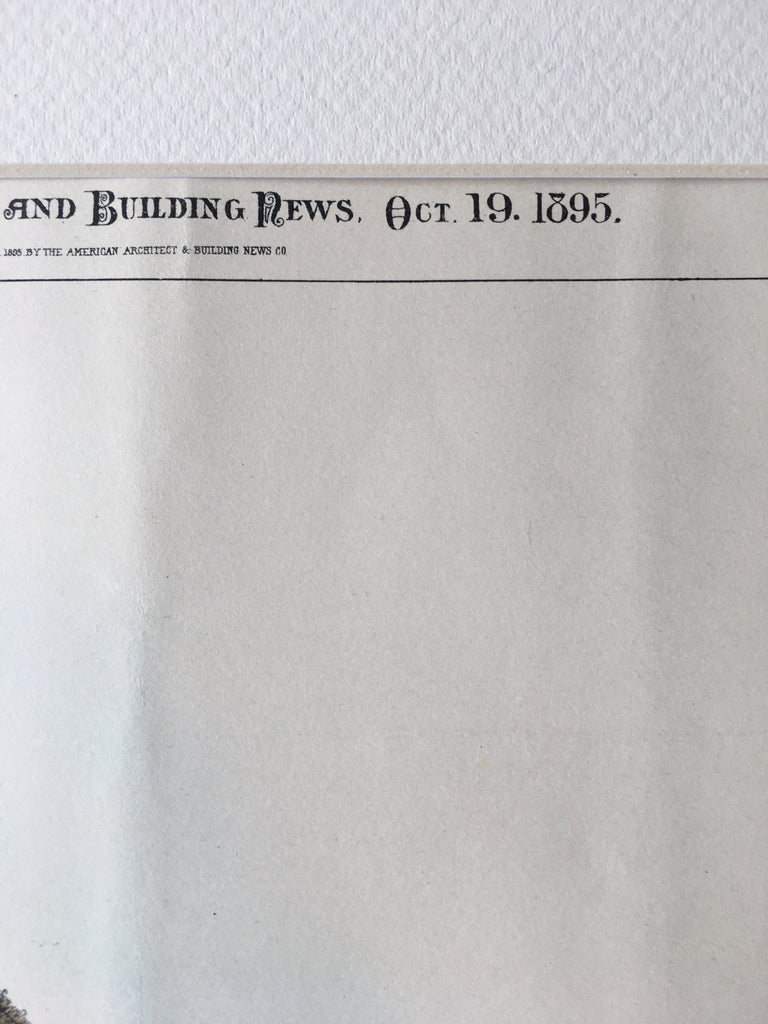 AND BUILDING NEWS, OCT. 19. 1895.
1895 BY THE AMERICAN ARCHITECT & BUILDING NEWS CO